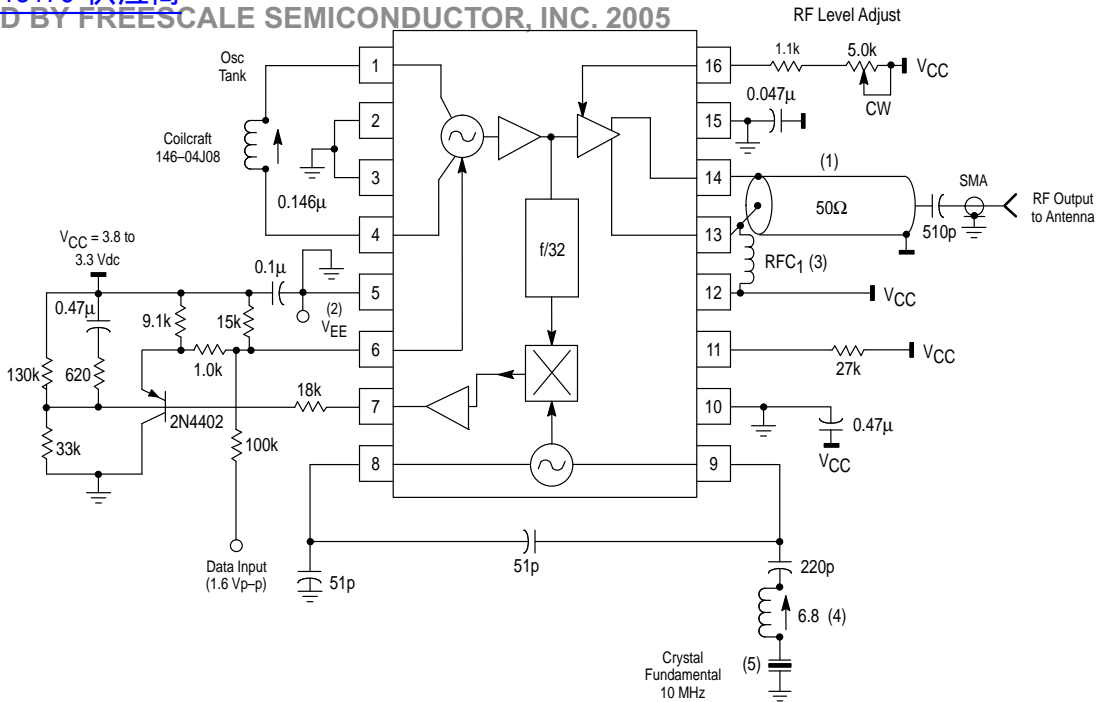 供应商
D BY FREESCALE SEMICONDUCTOR, INC. 2005
RF Level Adjust
Osc
Tank
1
16
1.1k
5.0k
VCC
CW
2
15
0.047µ
Coilcraft
146–04J08
3
14
(1)
SMA
50Ω
RF Output
to Antenna
0.146µ
510p
4
13
f/32
RFC1 (3)
VCC = 3.8 to
3.3 Vdc
0.1µ
5
12
VCC
(2)
VEE
0.47µ
9.1k
15k
6
11
27k
VCC
1.0k
130k
620
18k
7
10
0.47µ
VCC
2N4402
33k
100k
8
9
Data Input
(1.6 Vp–p)
51p
51p
220p
6.8 (4)
Crystal
Fundamental
10 MHz
(5)